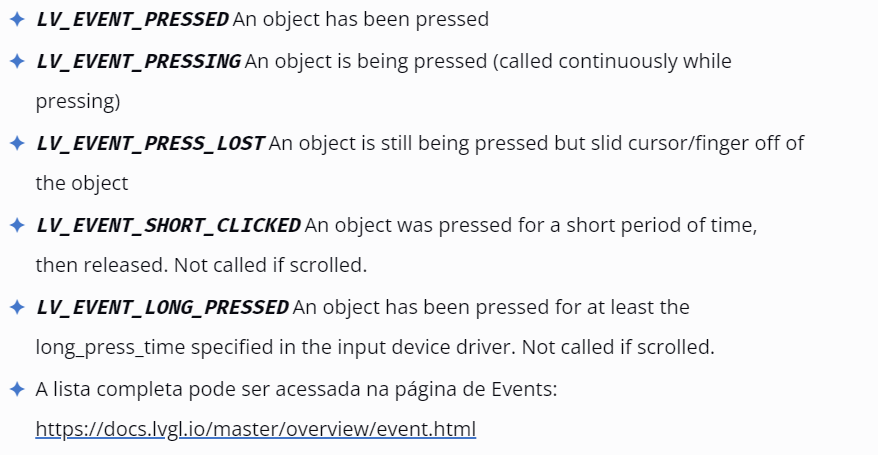 LV_EVENT_PRESSED An object has been pressed
LV_EVENT_PRESSING An object is being pressed (called continuously while
pressing)
LV_EVENT_PRESS_LOST An object is still being pressed but slid cursor/finger off of
the object
LV_EVENT_SHORT_CLICKED An object was pressed for a short period of time,
then released. Not called if scrolled.
LV_EVENT_LONG_PRESSED An object has been pressed for at least the
long_press_time specified in the input device driver. Not called if scrolled.
A lista completa pode ser acessada na página de Events:
https://docs.lvgl.io/master/overview/event.html